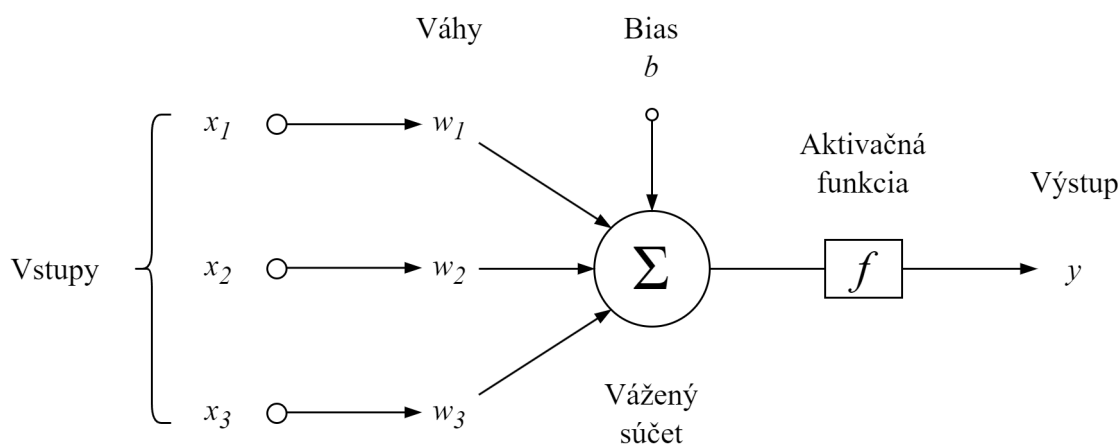 Váhy
Bias
b
x1
w1
Aktivačná
funkcia
Výstup
Vstupy
x2
w2
Σ
f
y
x3
w3
Vážený
súčet